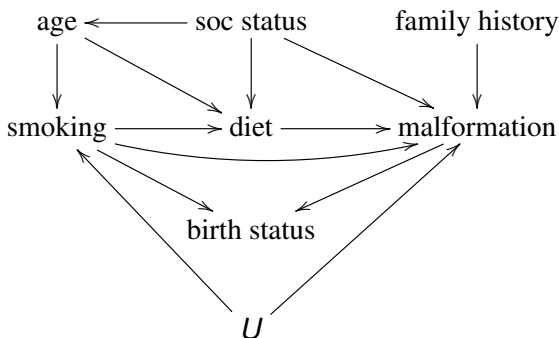 age soc status family history
smoking diet malformation
birth status
U